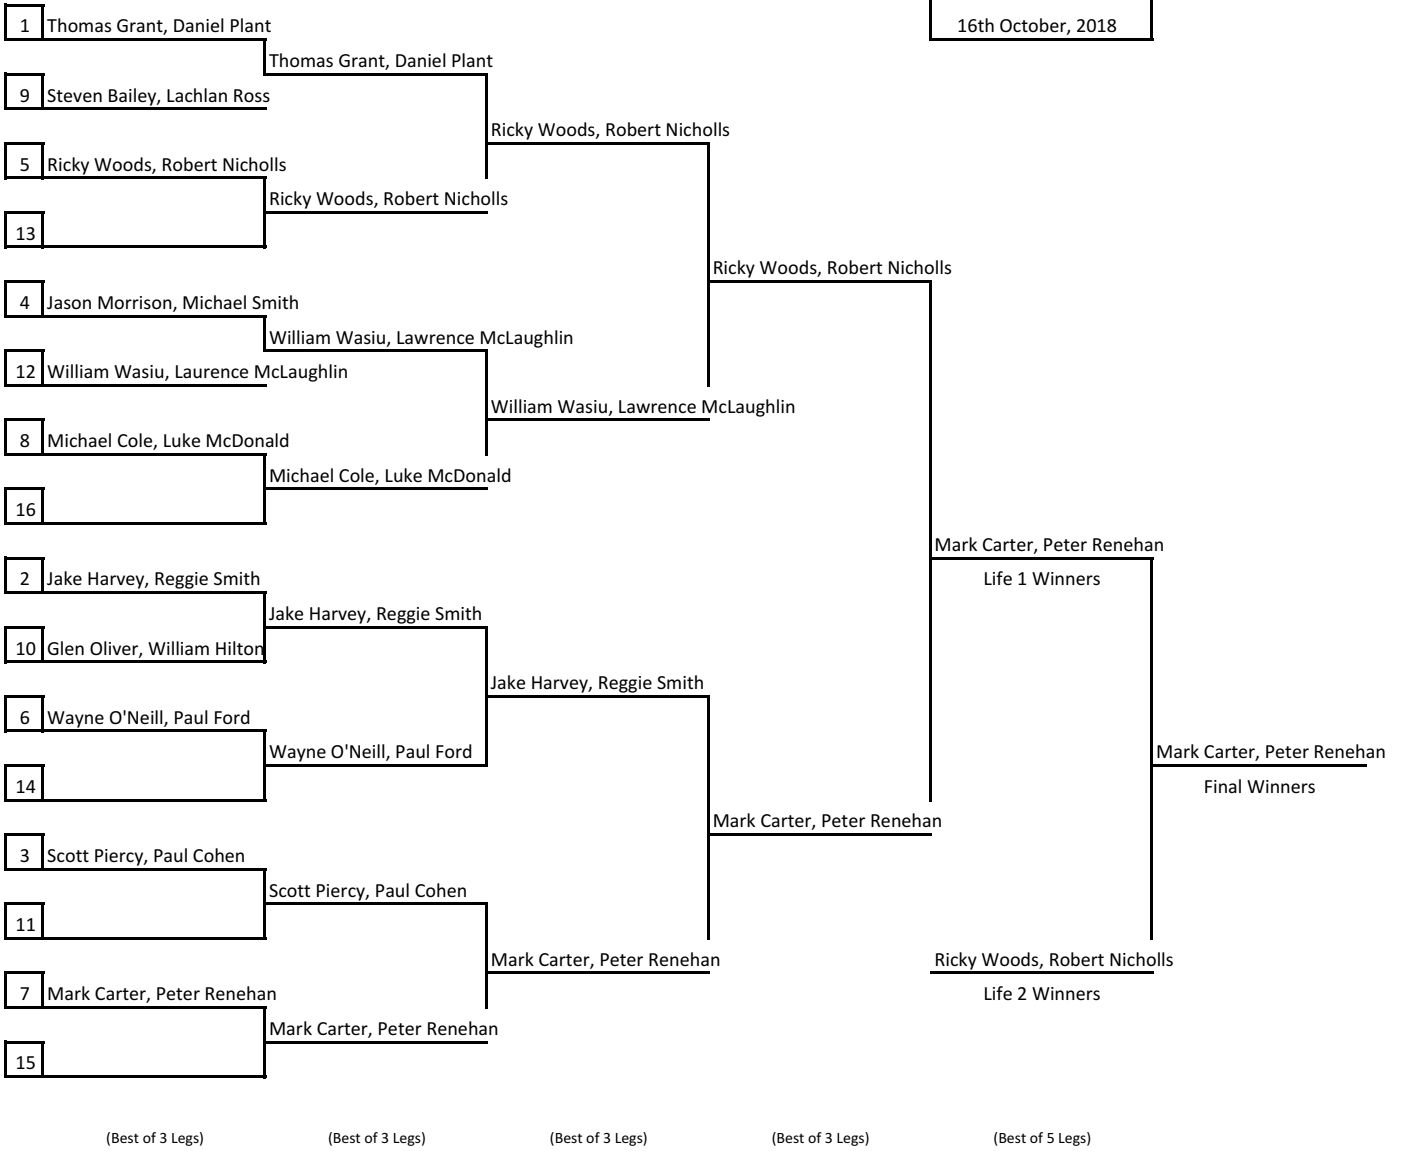 1 Thomas Grant, Daniel Plant
16th October, 2018
Thomas Grant, Daniel Plant
9 Steven Bailey, Lachlan Ross
Ricky Woods, Robert Nicholls
5 Ricky Woods, Robert Nicholls
Ricky Woods, Robert Nicholls
13
Ricky Woods, Robert Nicholls
4 Jason Morrison, Michael Smith
William Wasiu, Lawrence McLaughlin
12 William Wasiu, Laurence McLaughlin
William Wasiu, Lawrence McLaughlin
8 Michael Cole, Luke McDonald
Michael Cole, Luke McDonald
16
Mark Carter, Peter Renehan
2 Jake Harvey, Reggie Smith
Life 1 Winners
Jake Harvey, Reggie Smith
10 Glen Oliver, William Hilton
Jake Harvey, Reggie Smith
6 Wayne O'Neill, Paul Ford
Wayne O'Neill, Paul Ford
Mark Carter, Peter Renehan
14
Final Winners
Mark Carter, Peter Renehan
3 Scott Piercy, Paul Cohen
Scott Piercy, Paul Cohen
11
Mark Carter, Peter Renehan
Ricky Woods, Robert Nicholls
7 Mark Carter, Peter Renehan
Life 2 Winners
Mark Carter, Peter Renehan
15
(Best of 3 Legs) (Best of 3 Legs) (Best of 3 Legs) (Best of 3 Legs) (Best of 5 Legs)